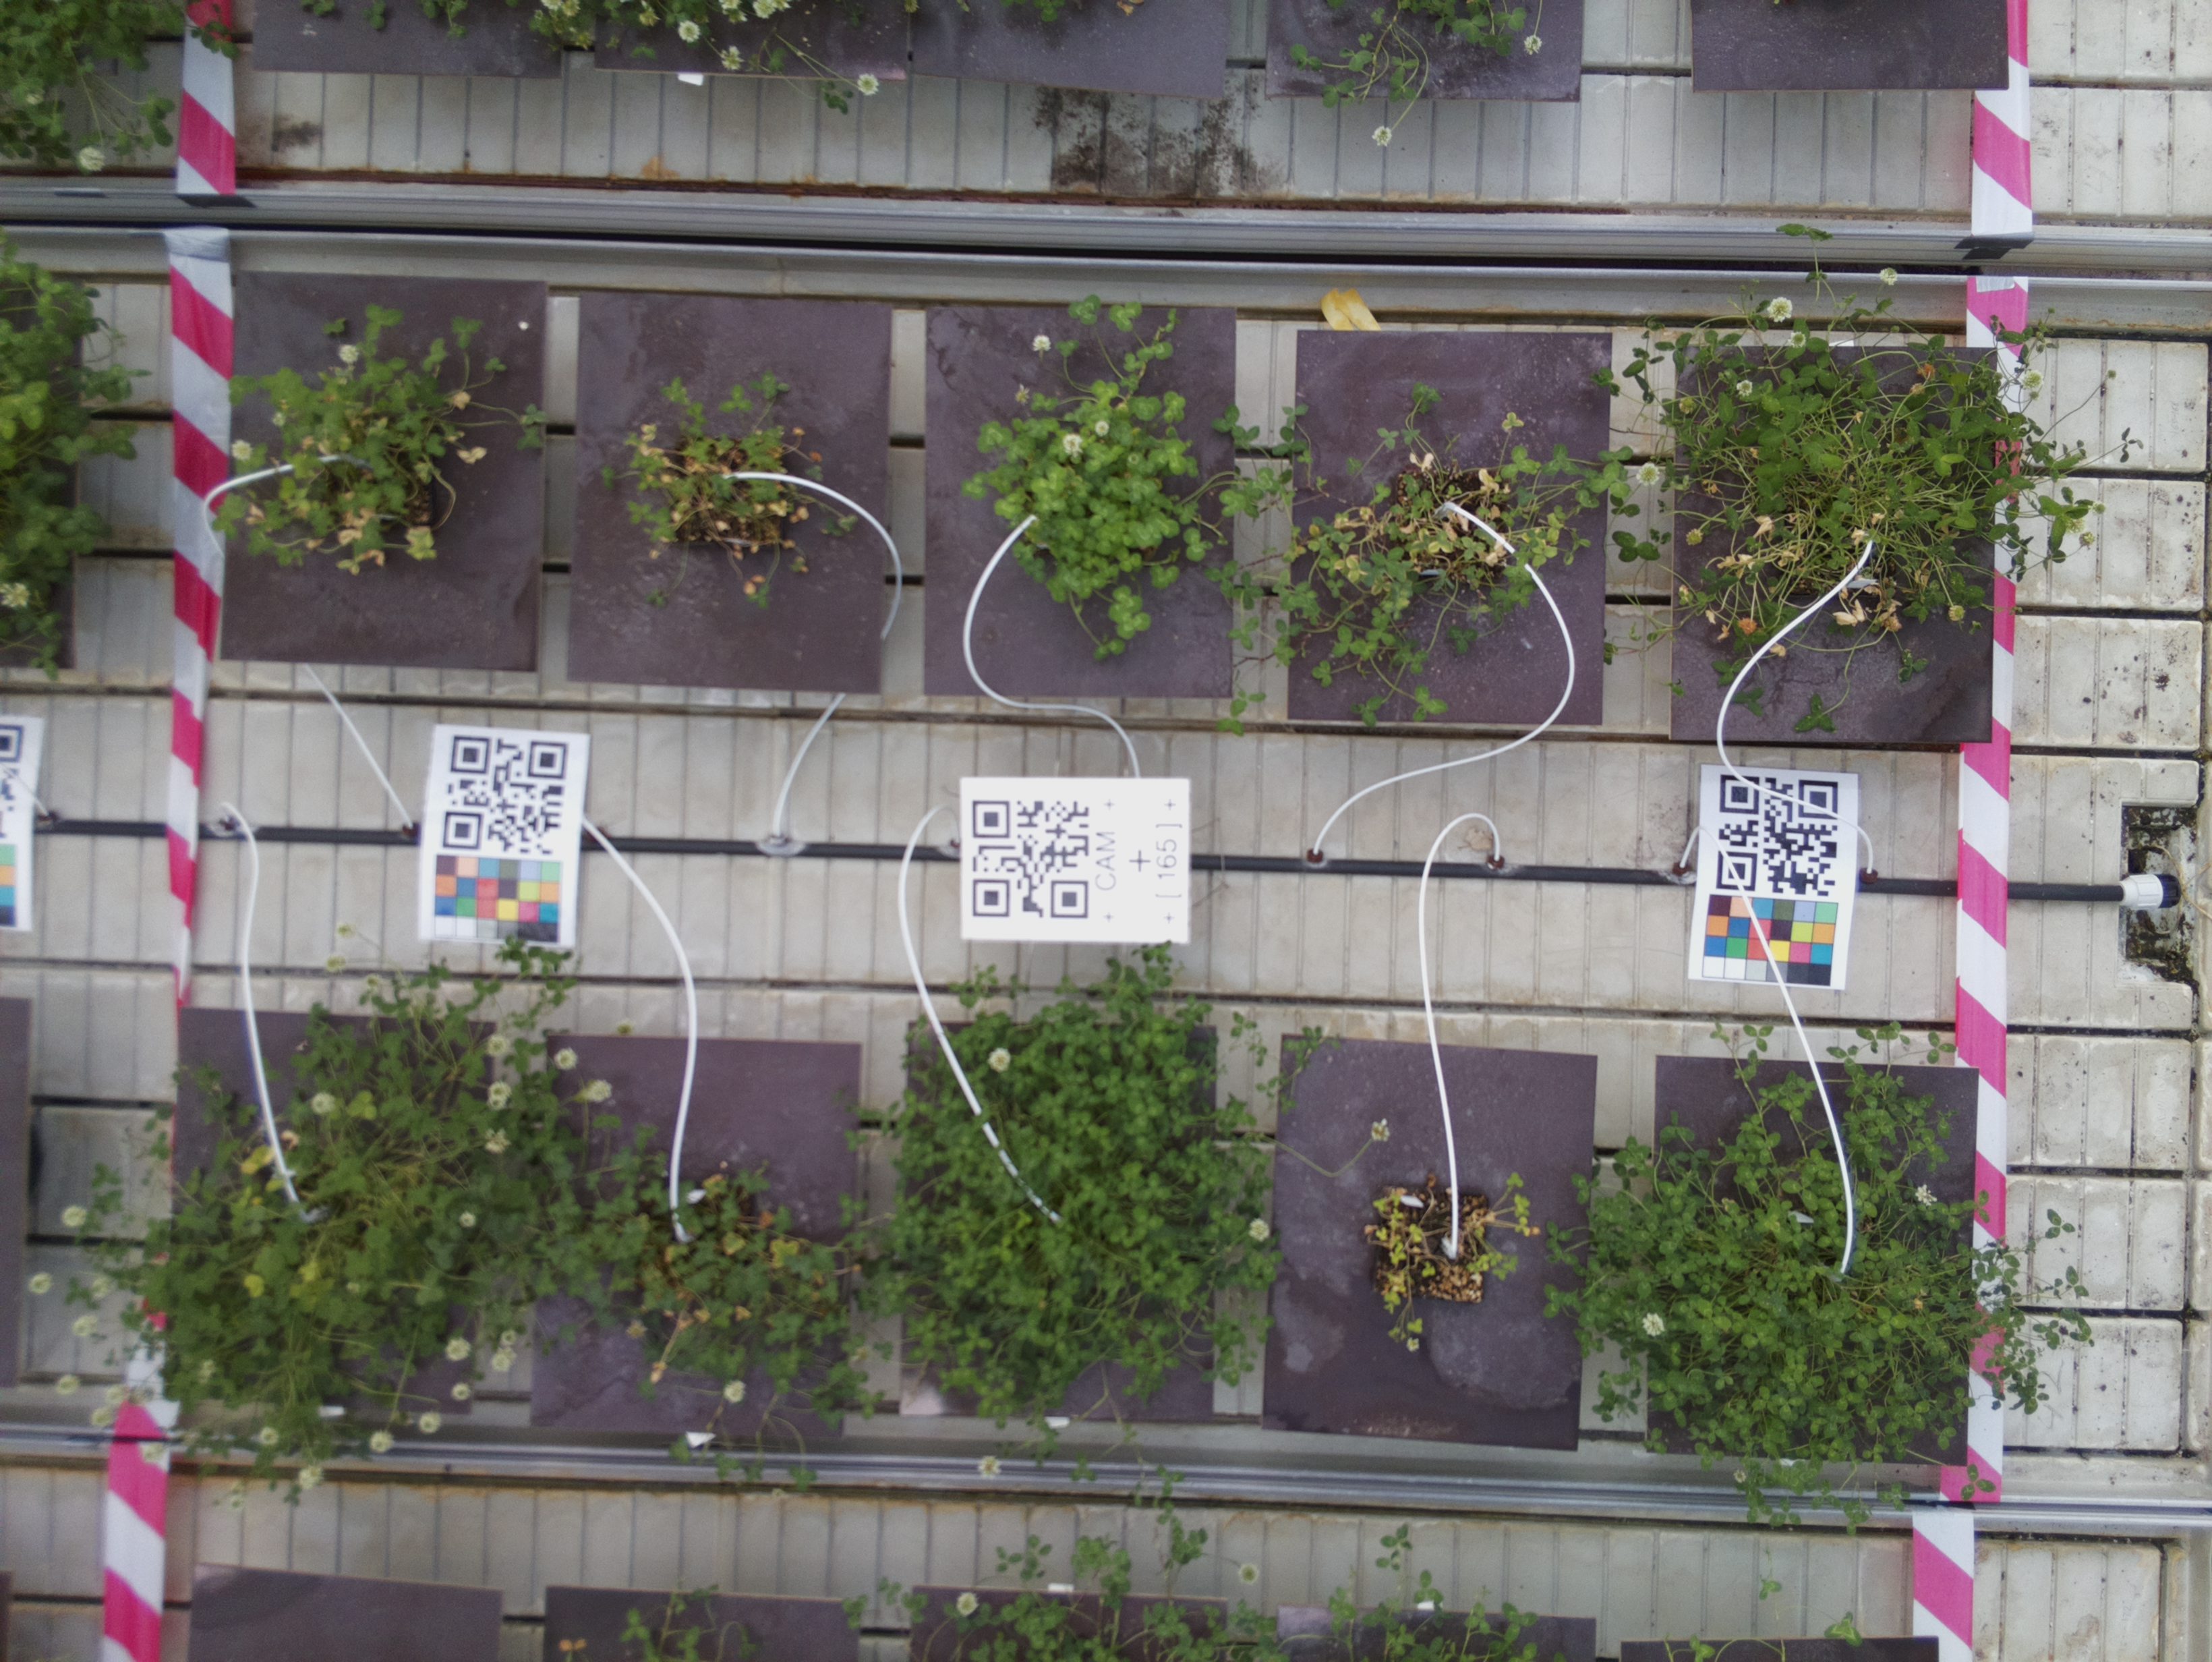 + CAM +
+
+ [ 165 ] +